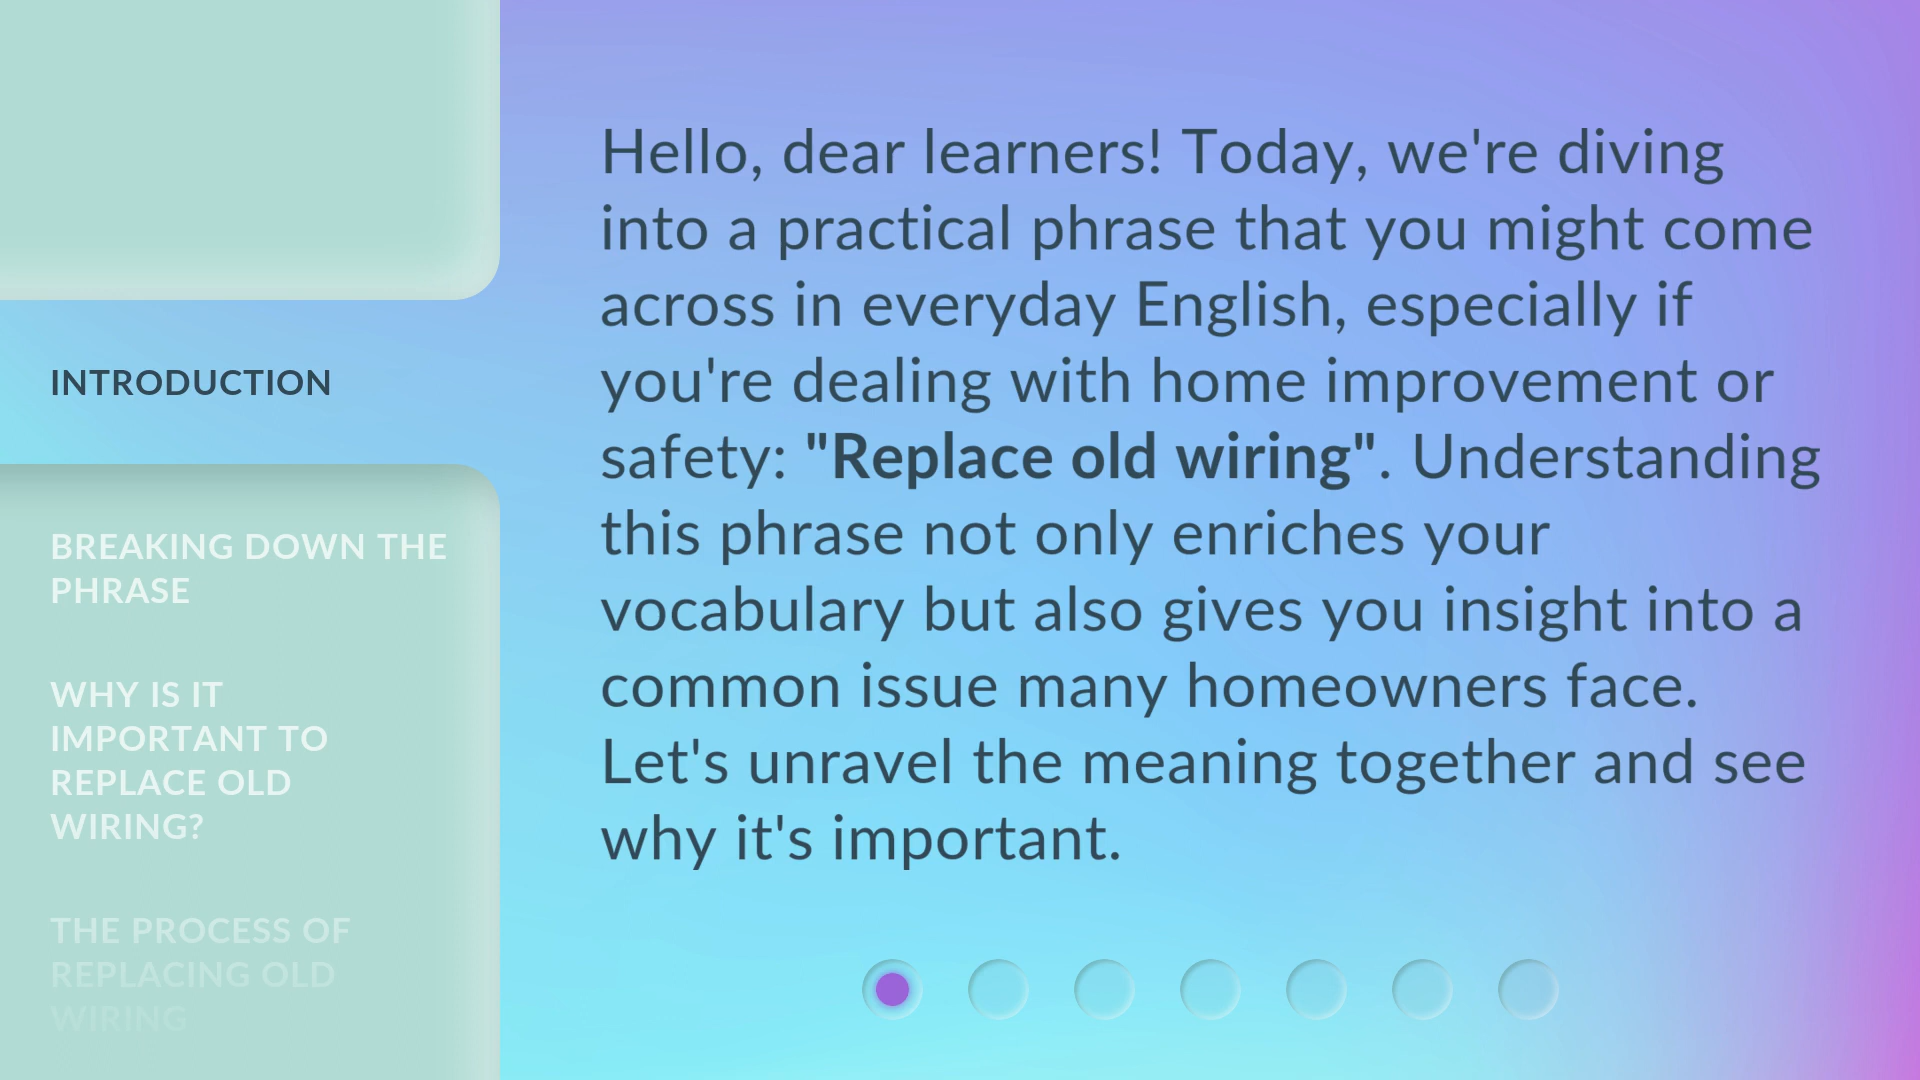 INTRODUCTION
BREAKING DOWN THE
PHRASE
WHY IS IT
IMPORTANT TO
REPLACE OLD
WIRING?
THE PROCESS OF
REPLACING OLD
WIRING
Hello, dear learners! Today, we're diving
into a practical phrase that you might come
across in everyday English, especially if
you're dealing with home improvement or
safety: "Replace old wiring". Understanding
this phrase not only enriches your
vocabulary but also gives you insight into a
common issue many homeowners face.
Let's unravel the meaning together and see
why it's important.